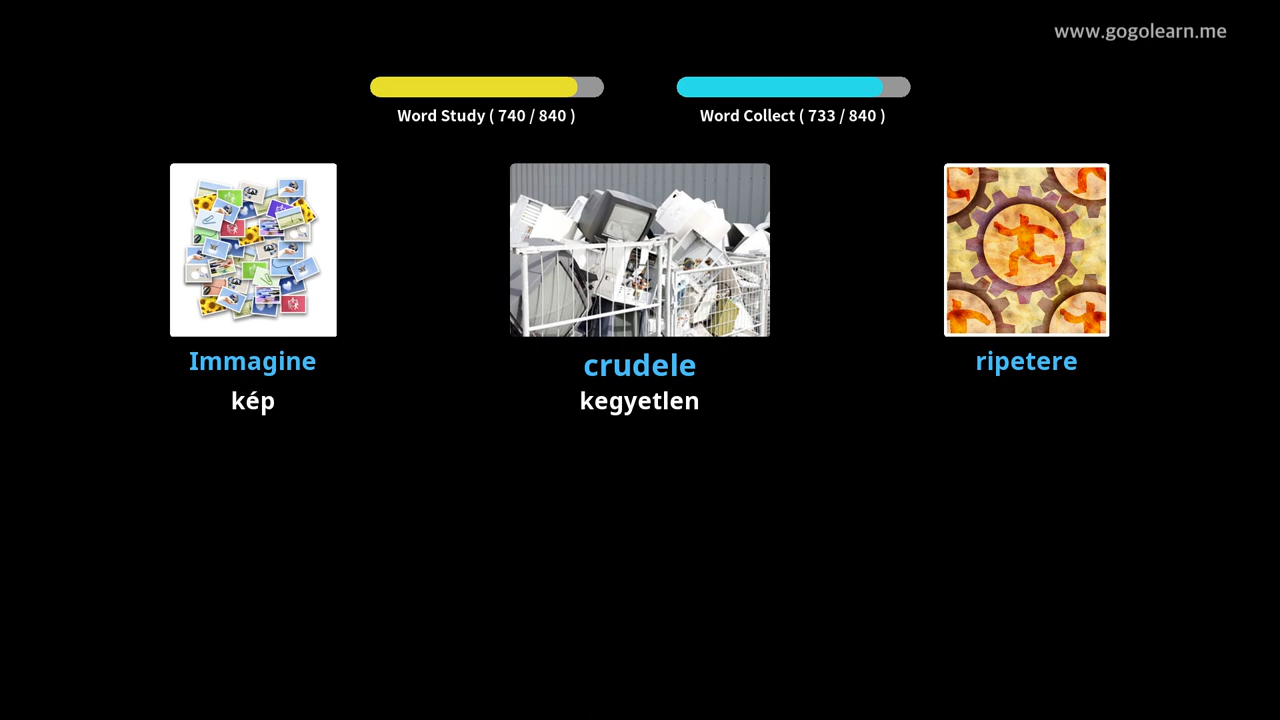 www.gogolearn.me
Word Study ( 740 / 840 )
Word Collect ( 733 / 840 )
Immagine
kép
crudele
kegyetlen
ripetere